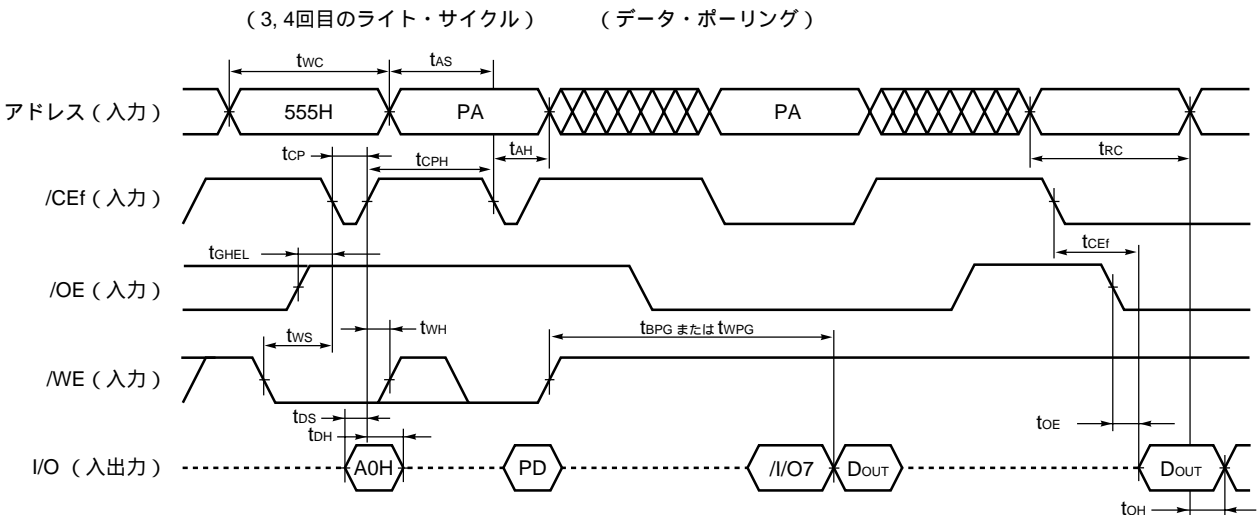 （3, 4回目のライト・サイクル） （データ・ポーリング）
tWC tAS
アドレス（入力） 555H PA PA
tCP tCPH tAH tRC
/CEf（入力）
tGHEL tCEf
/OE（入力）
tWS tWH tBPG または tWPG
/WE（入力）
tDS tOE
tDH
I/O （入出力） A0H PD /I/O7 DOUT DOUT
tOH